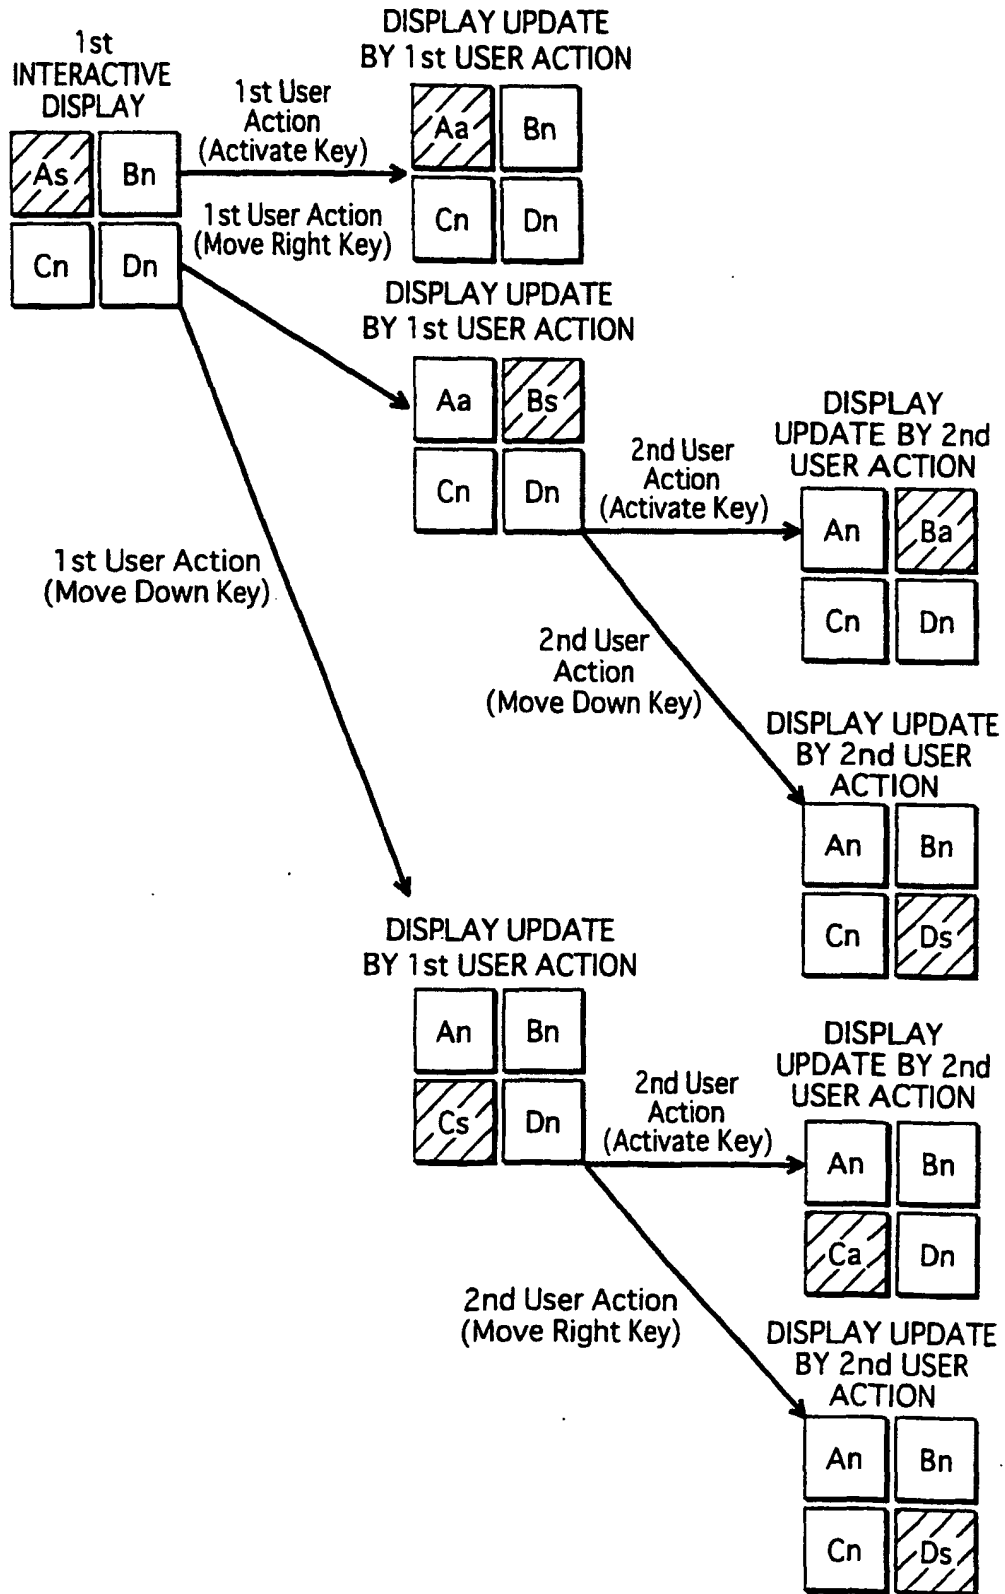 1st
INTERACTIVE
DISPLAY
As Bn
Cn Dn
1st User
Action
(Activate Key)
DISPLAY UPDATE
BY 1st USER ACTION
Aa Bn
Cn Dn
1st User Action
(Move Right Key)
DISPLAY UPDATE
BY 1st USER ACTION
Aa Bs
Cn Dn
2nd User
Action
(Activate Key)
DISPLAY
UPDATE BY 2nd
USER ACTION
An Ba
Cn Dn
2nd User
Action
(Move Down Key)
DISPLAY UPDATE
BY 2nd USER
ACTION
An Bn
Cn Ds
1st User Action
(Move Down Key)
DISPLAY UPDATE
BY 1st USER ACTION
An Bn
Cs Dn
2nd User
Action
(Activate Key)
DISPLAY
UPDATE BY 2nd
USER ACTION
An Bn
Ca Dn
2nd User Action
(Move Right Key)
DISPLAY UPDATE
BY 2nd USER
ACTION
An Bn
Cn Ds